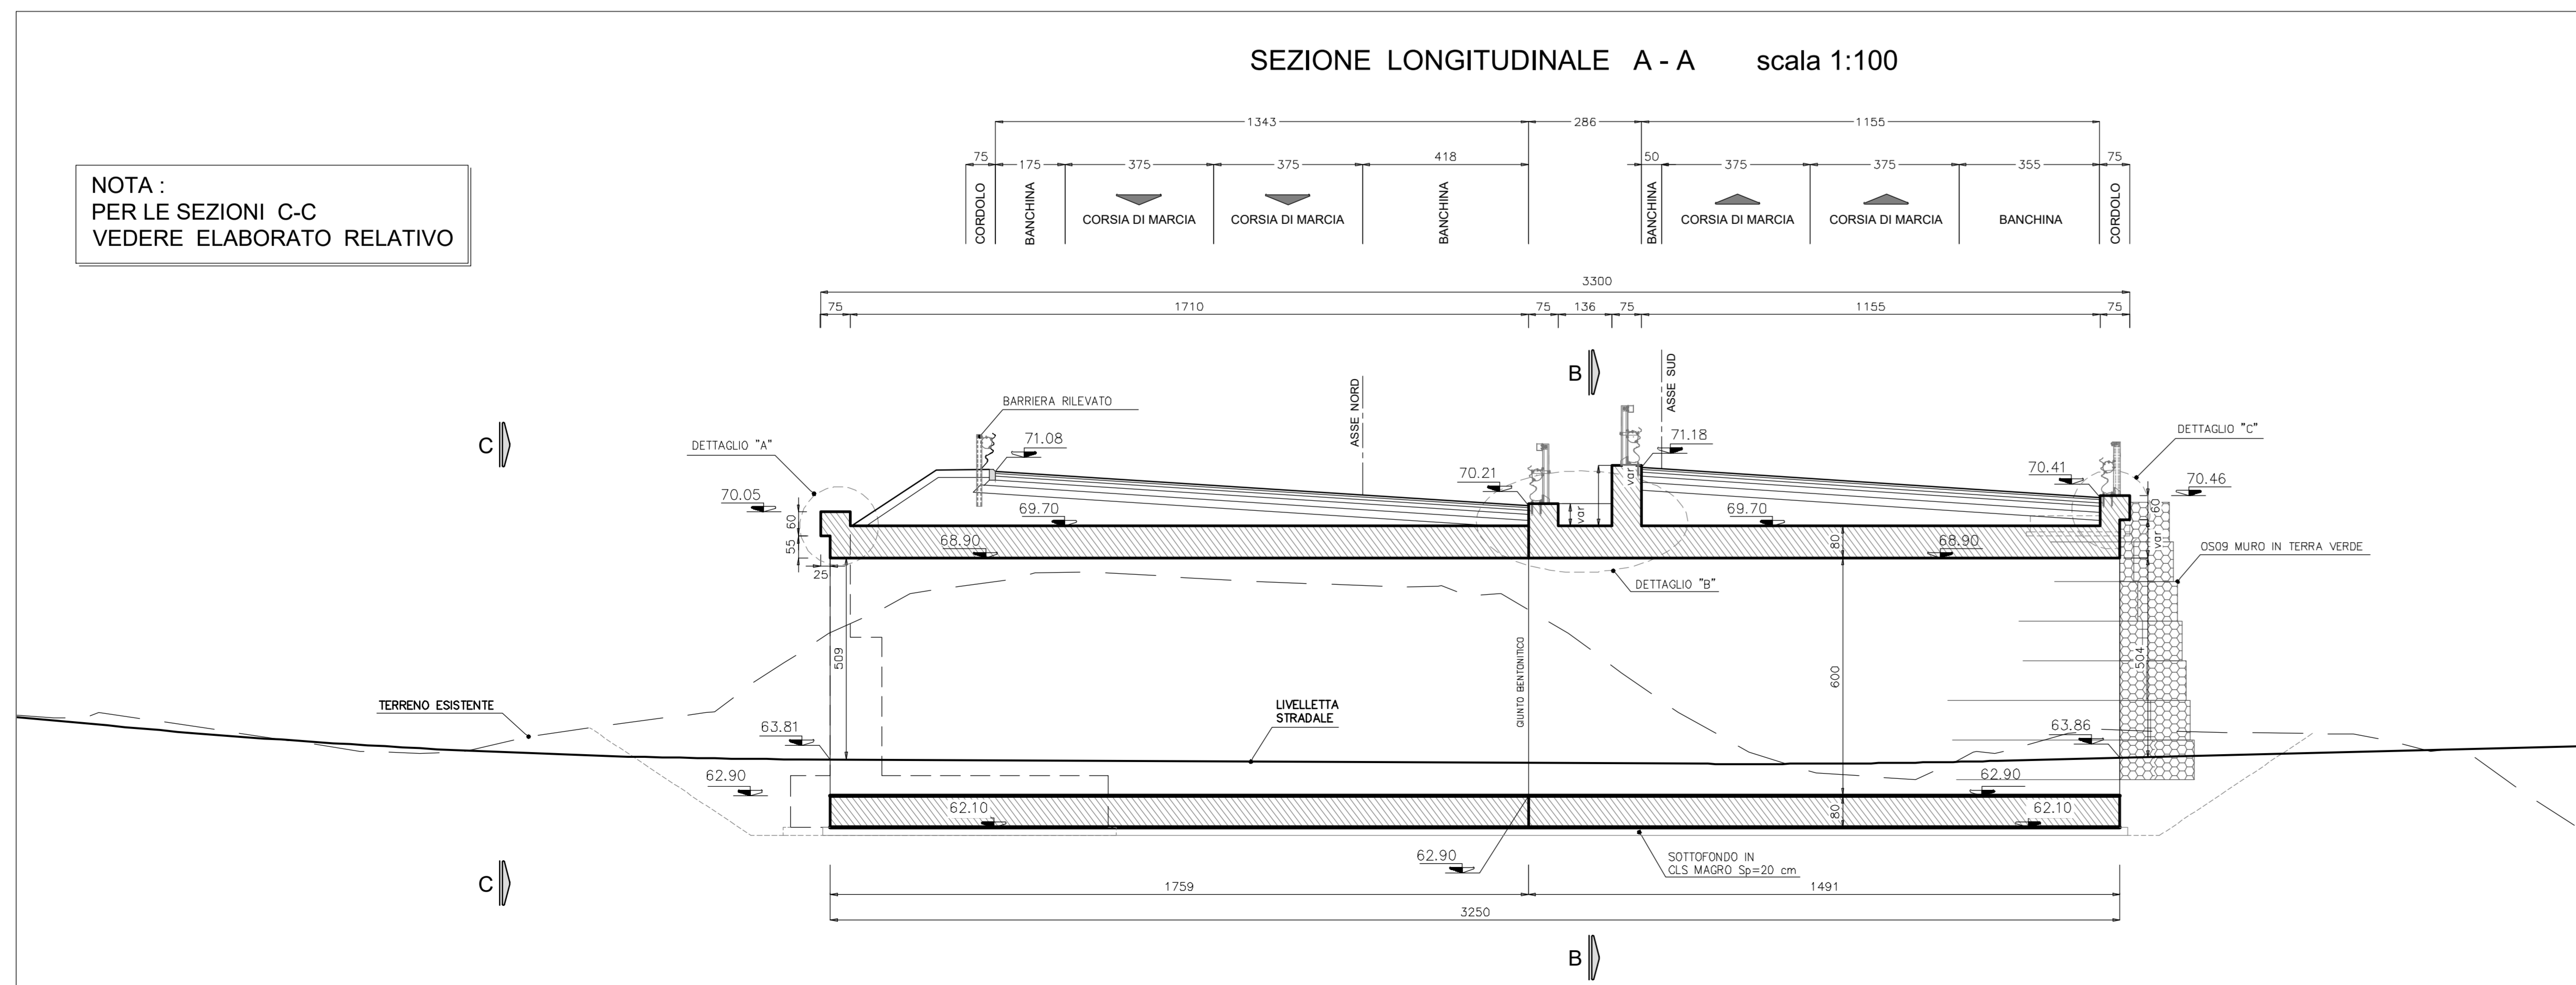 SEZIONE LONGITUDINALE A - A scala 1:100
NOTA :
PER LE SEZIONI C-C
VEDERE ELABORATO RELATIVO
1343
286
1155
75
175
375
375
418
50
375
375
355
75
CORDOLO
BANCHINA
CORSIA DI MARCIA
CORSIA DI MARCIA
BANCHINA
BANCHINA
CORSIA DI MARCIA
CORSIA DI MARCIA
BANCHINA
CORDOLO
3300
75
1710
75
136
75
1155
75
B
ASSE NORD
ASSE SUD
BARRIERA RILEVATO
C
DETTAGLIO "A"
71.08
71.18
DETTAGLIO "C"
70.05
70.21
70.41
70.46
60
55
25
69.70
68.90
var
var
69.70
80
68.90
60
var
OS09 MURO IN TERRA VERDE
DETTAGLIO "B"
509
GIUNTO BENTONITICO
600
504
TERRENO ESISTENTE
LIVELLETTA
STRADALE
63.81
63.86
62.90
62.90
62.10
80
62.10
62.90
SOTTOFONDO IN
CLS MAGRO Sp=20 cm
C
1759
1491
3250
B